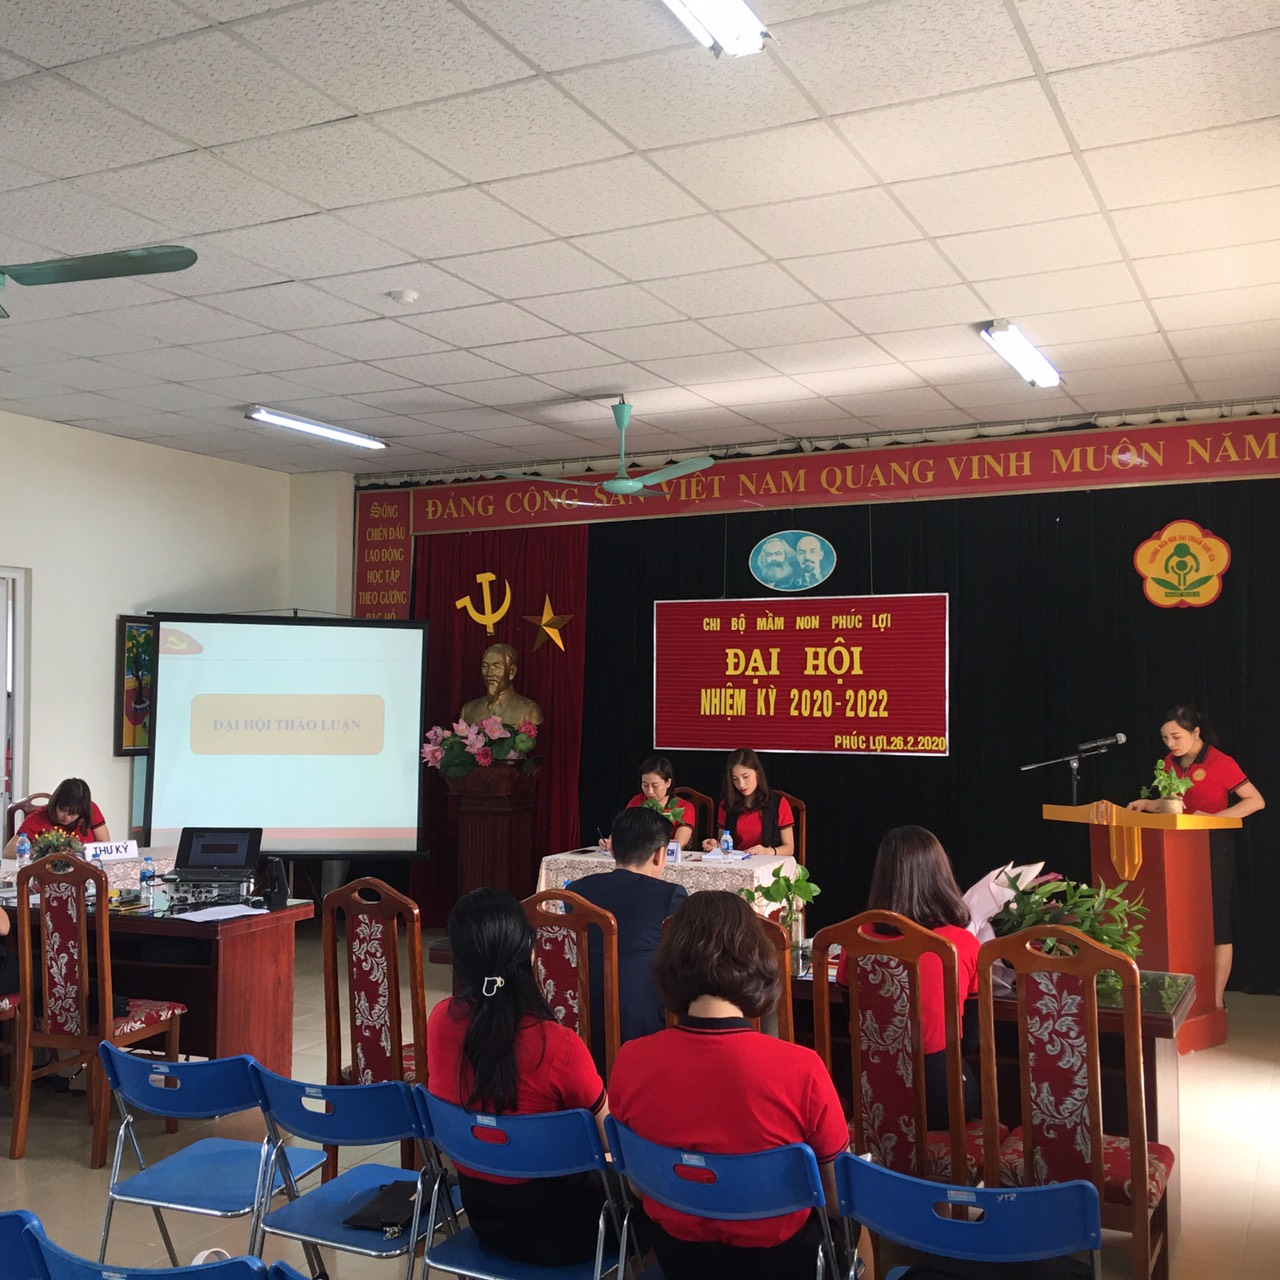 ĐẢNG CỘNG SẢN VIỆT NAM QUANG VINH MUÔN NĂM
SỐNG
CHIẾN ĐẤU
LAO ĐỘNG
HỌC TẬP
THEO GƯƠNG
BÁC HỒ
CHI BỘ MẦM NON PHÚC LỢI
ĐẠI HỘI
NHIỆM KỲ 2020-2022
PHÚC LỢI.26.2.2020
ĐẠI HỘI THẢO LUẬN
THƯ KÝ